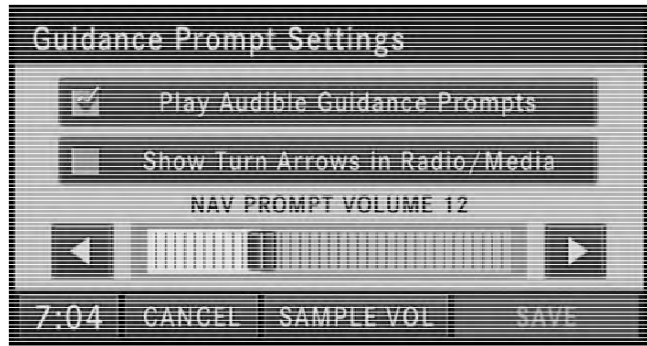 Guidance Prompt Settings
Play Audible Guidance Prompts
Show Turn Arrows in Radio/Media
NAV PROMPT VOLUME 12
7:04 CANCEL SAMPLE VOL SAVE